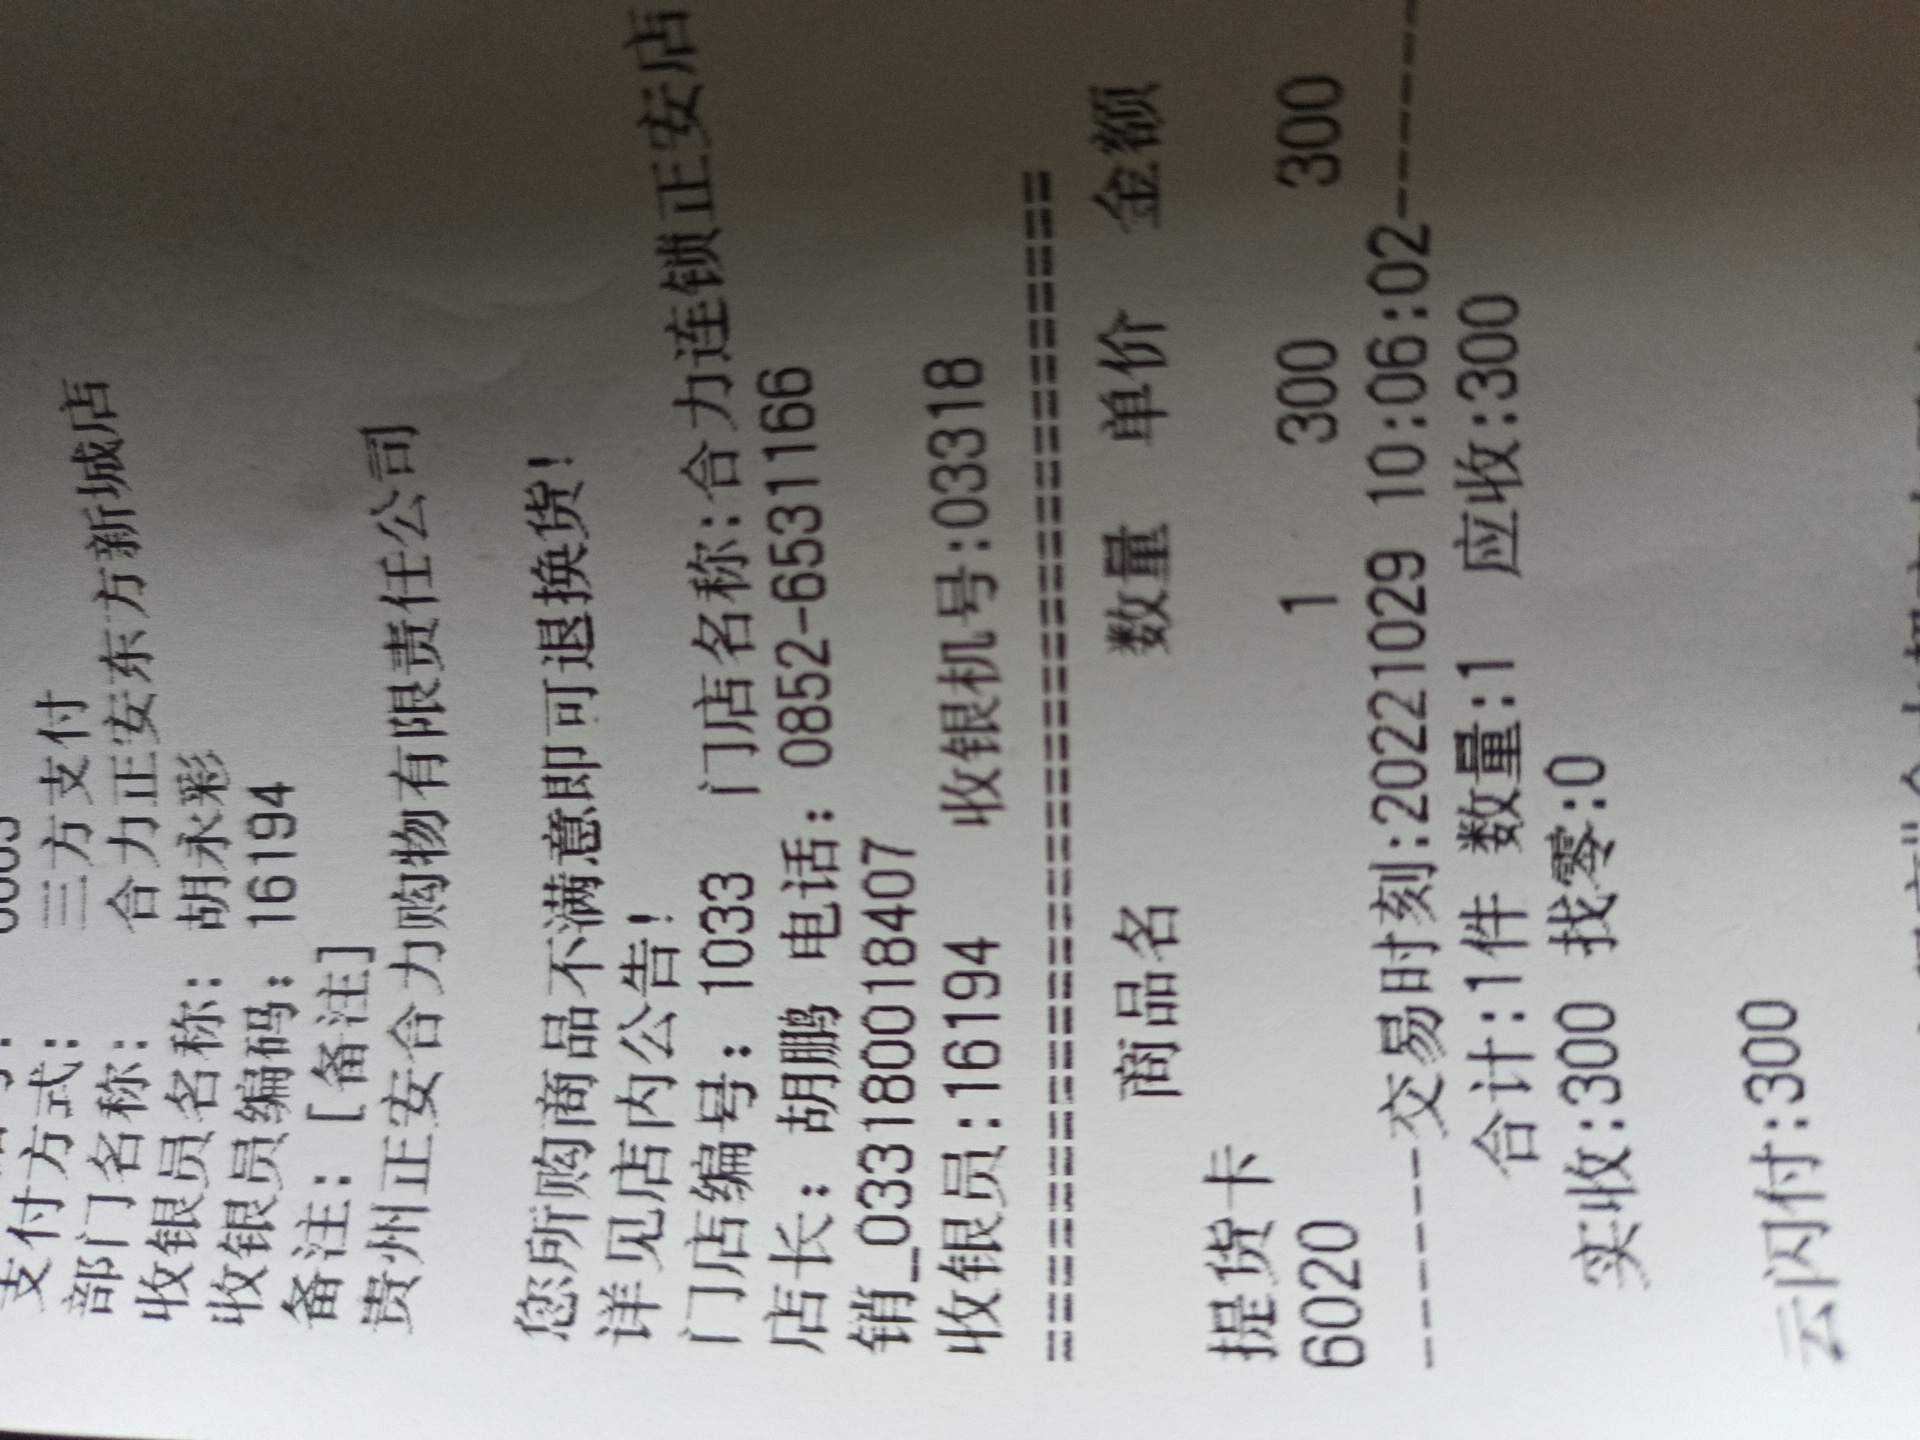 支付方式: 三方支付
部门名称: 合力正安东方新城店
收银员名称: 胡永彩
收银员编码: 16194
备注: [备注]
贵州正安合力购物有限责任公司
您所购商品不满意即可退换货!
详见店内公告!
门店编号: 1033 门店名称:合力连锁正安店
店长: 胡鹏 电话: 0852-6531166
销_0331800018407
收银员:16194 收银机号:03318
==========================================
商品名 数量 单价 金额
提货卡
6020 1 300 300
-------交易时刻:20221029 10:06:02-------
合计:1件 数量:1 应收:300
实收:300 找零:0
云闪付:300